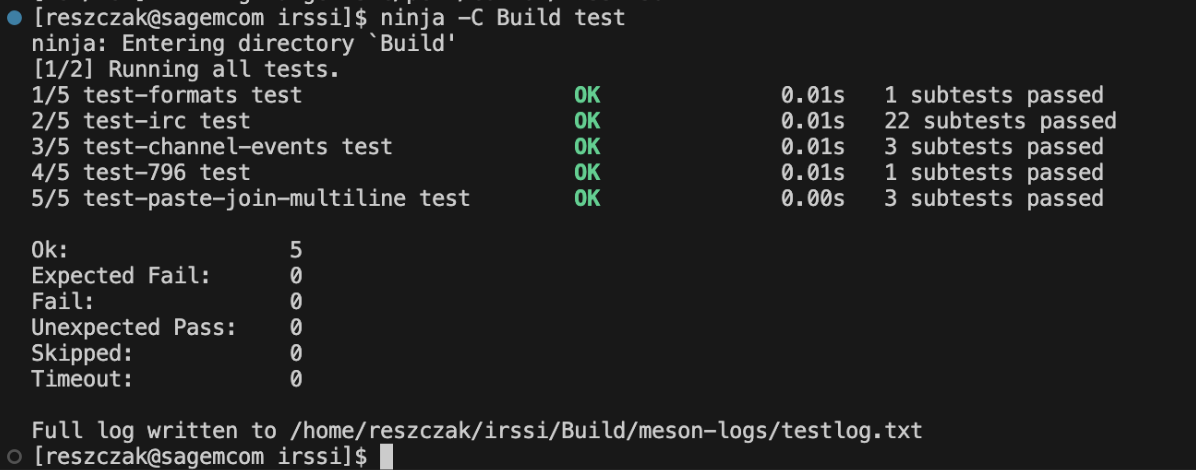 [reszczak@sagemcom irssi]$ ninja -C Build test
ninja: Entering directory `Build'
[1/2] Running all tests.
1/5 test-formats test                     OK              0.01s   1 subtests passed
2/5 test-irc test                         OK              0.01s   22 subtests passed
3/5 test-channel-events test              OK              0.01s   3 subtests passed
4/5 test-796 test                         OK              0.01s   1 subtests passed
5/5 test-paste-join-multiline test        OK              0.00s   3 subtests passed

Ok:                 5
Expected Fail:      0
Fail:               0
Unexpected Pass:    0
Skipped:            0
Timeout:            0

Full log written to /home/reszczak/irssi/Build/meson-logs/testlog.txt
[reszczak@sagemcom irssi]$